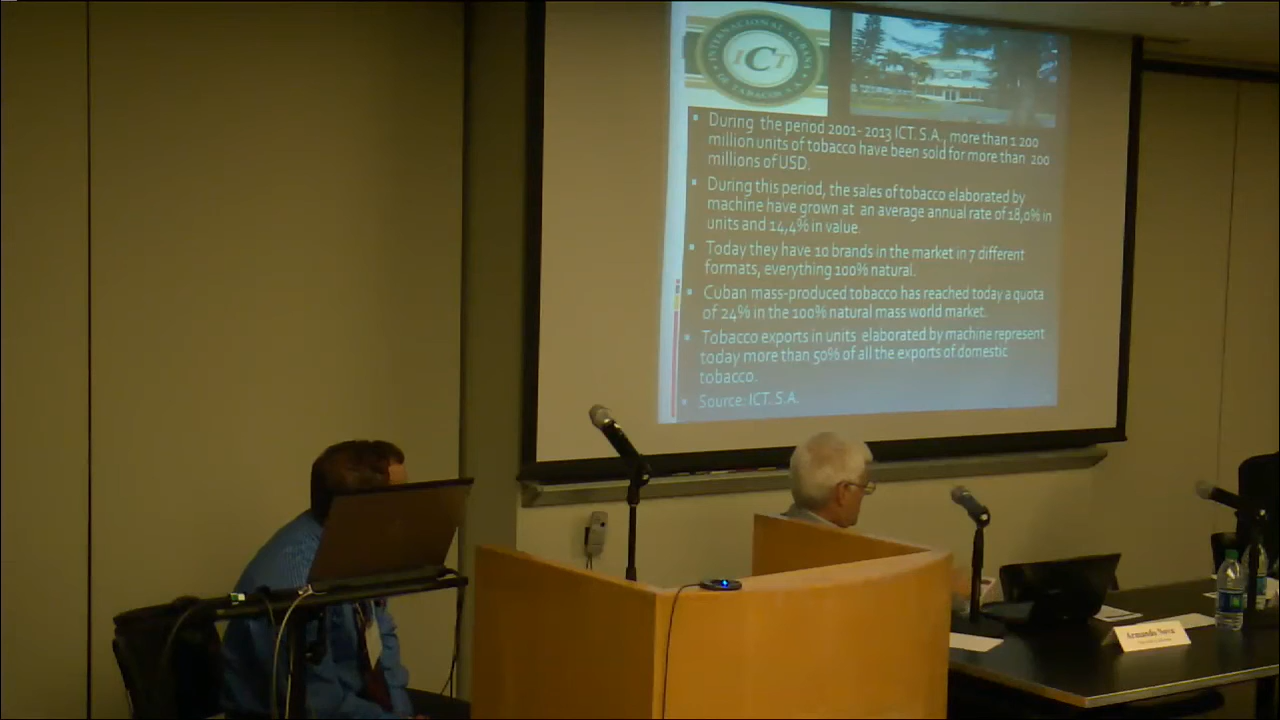 INTERNACIONAL CUBANA
ICT
DE TABACOS S.A.
During the period 2001-2013 ICT. S.A., more than 1 200
million units of tobacco have been sold for more than 200
millions of USD.
During this period, the sales of tobacco elaborated by
machine have grown at an average annual rate of 18,0% in
units and 14,4% in value.
Today they have 10 brands in the market in 7 different
formats, everything 100% natural.
Cuban mass-produced tobacco has reached today a quota
of 24% in the 100% natural mass world market.
Tobacco exports in units elaborated by machine represent
today more than 50% of all the exports of domestic
tobacco.
Source: ICT. S.A.
Armando Nova